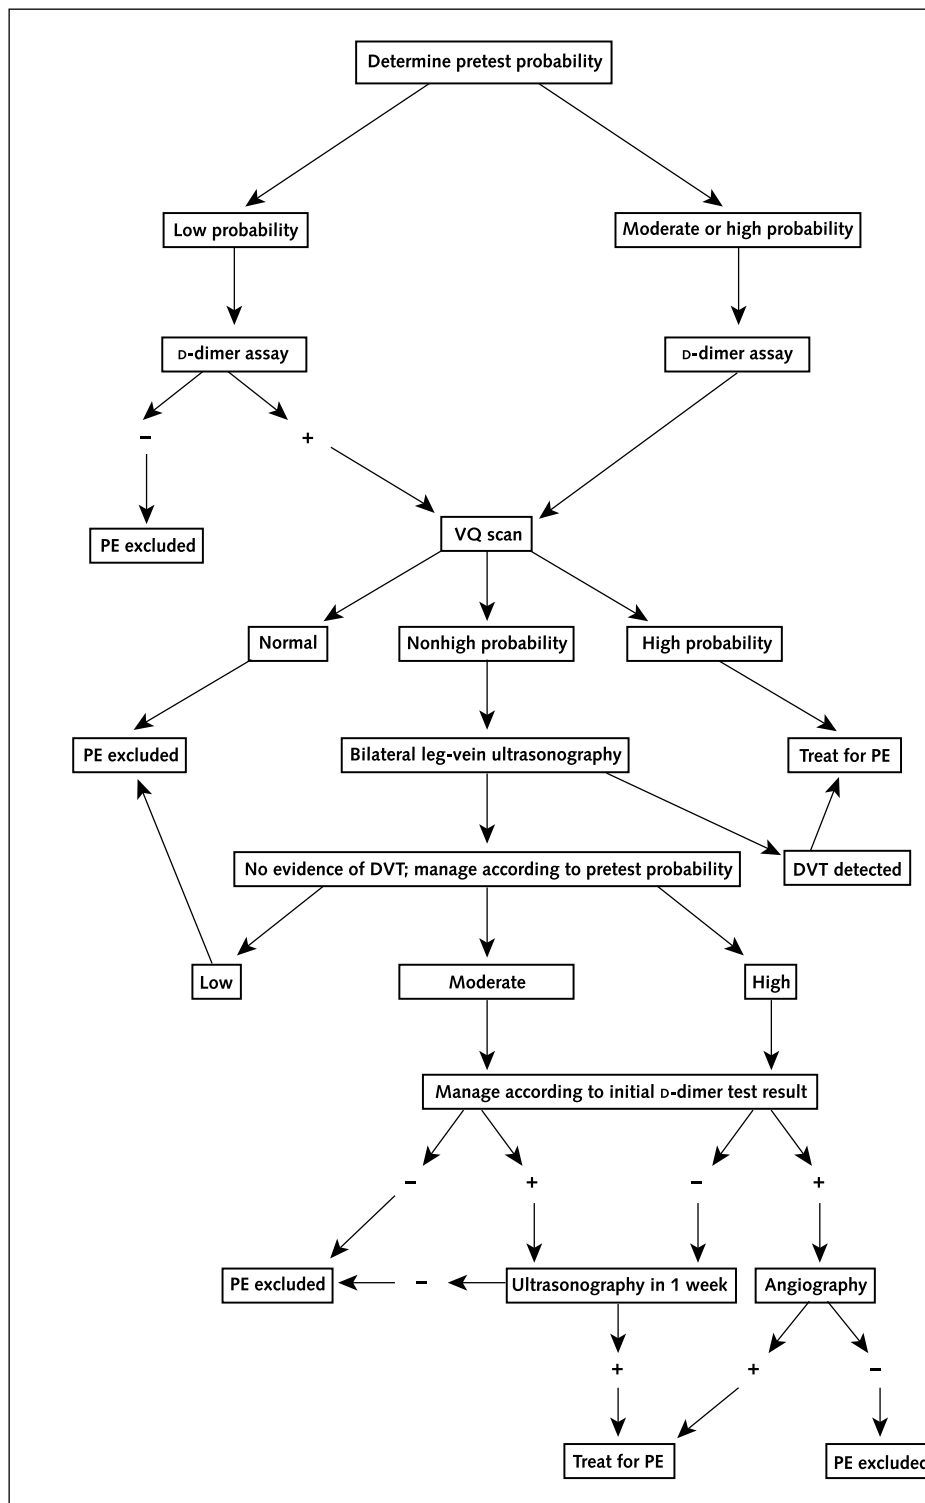 Determine pretest probability
Low probability
Moderate or high probability
D-dimer assay
D-dimer assay
–
+
PE excluded
VQ scan
Normal
Nonhigh probability
High probability
PE excluded
Bilateral leg-vein ultrasonography
Treat for PE
No evidence of DVT; manage according to pretest probability
DVT detected
Low
Moderate
High
Manage according to initial D-dimer test result
–
+
–
+
PE excluded
–
Ultrasonography in 1 week
Angiography
+
+
–
Treat for PE
PE excluded